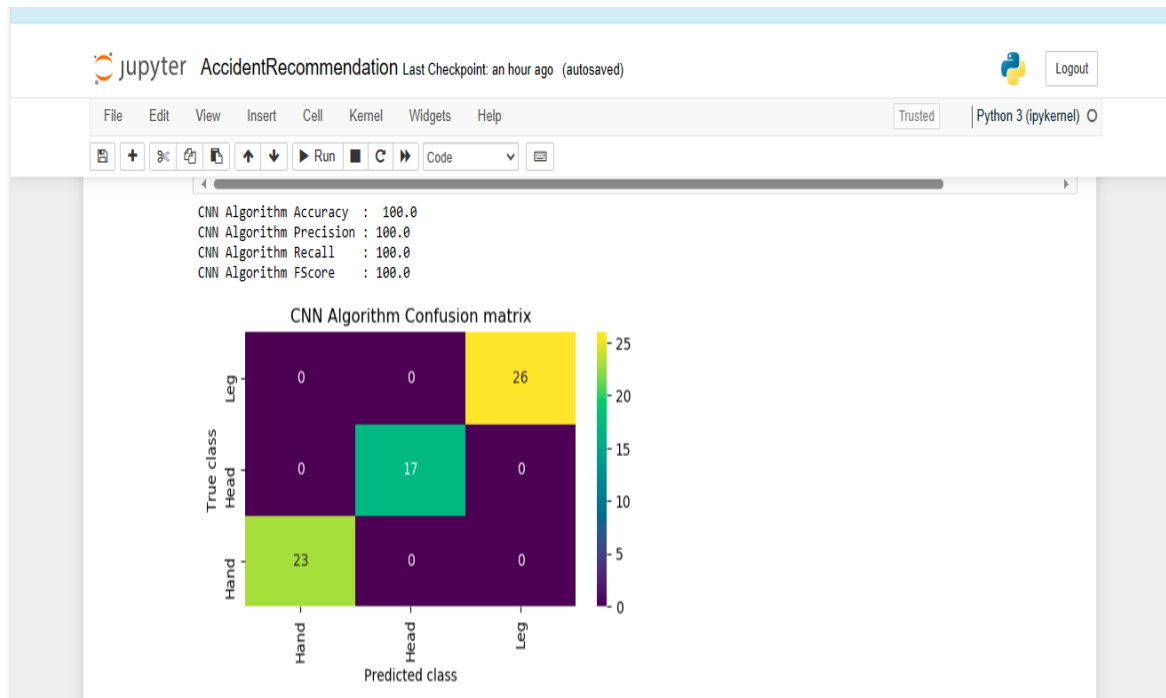 jupyter AccidentRecommendation Last Checkpoint: an hour ago (autosaved)
Logout
File Edit View Insert Cell Kernel Widgets Help
Trusted Python 3 (ipykernel)
Run Code
CNN Algorithm Accuracy : 100.0
CNN Algorithm Precision : 100.0
CNN Algorithm Recall : 100.0
CNN Algorithm FScore : 100.0
CNN Algorithm Confusion matrix
Leg 0 0 26
Head 0 17 0
Hand 23 0 0
True class
25
20
15
10
5
0
Hand Head Leg
Predicted class